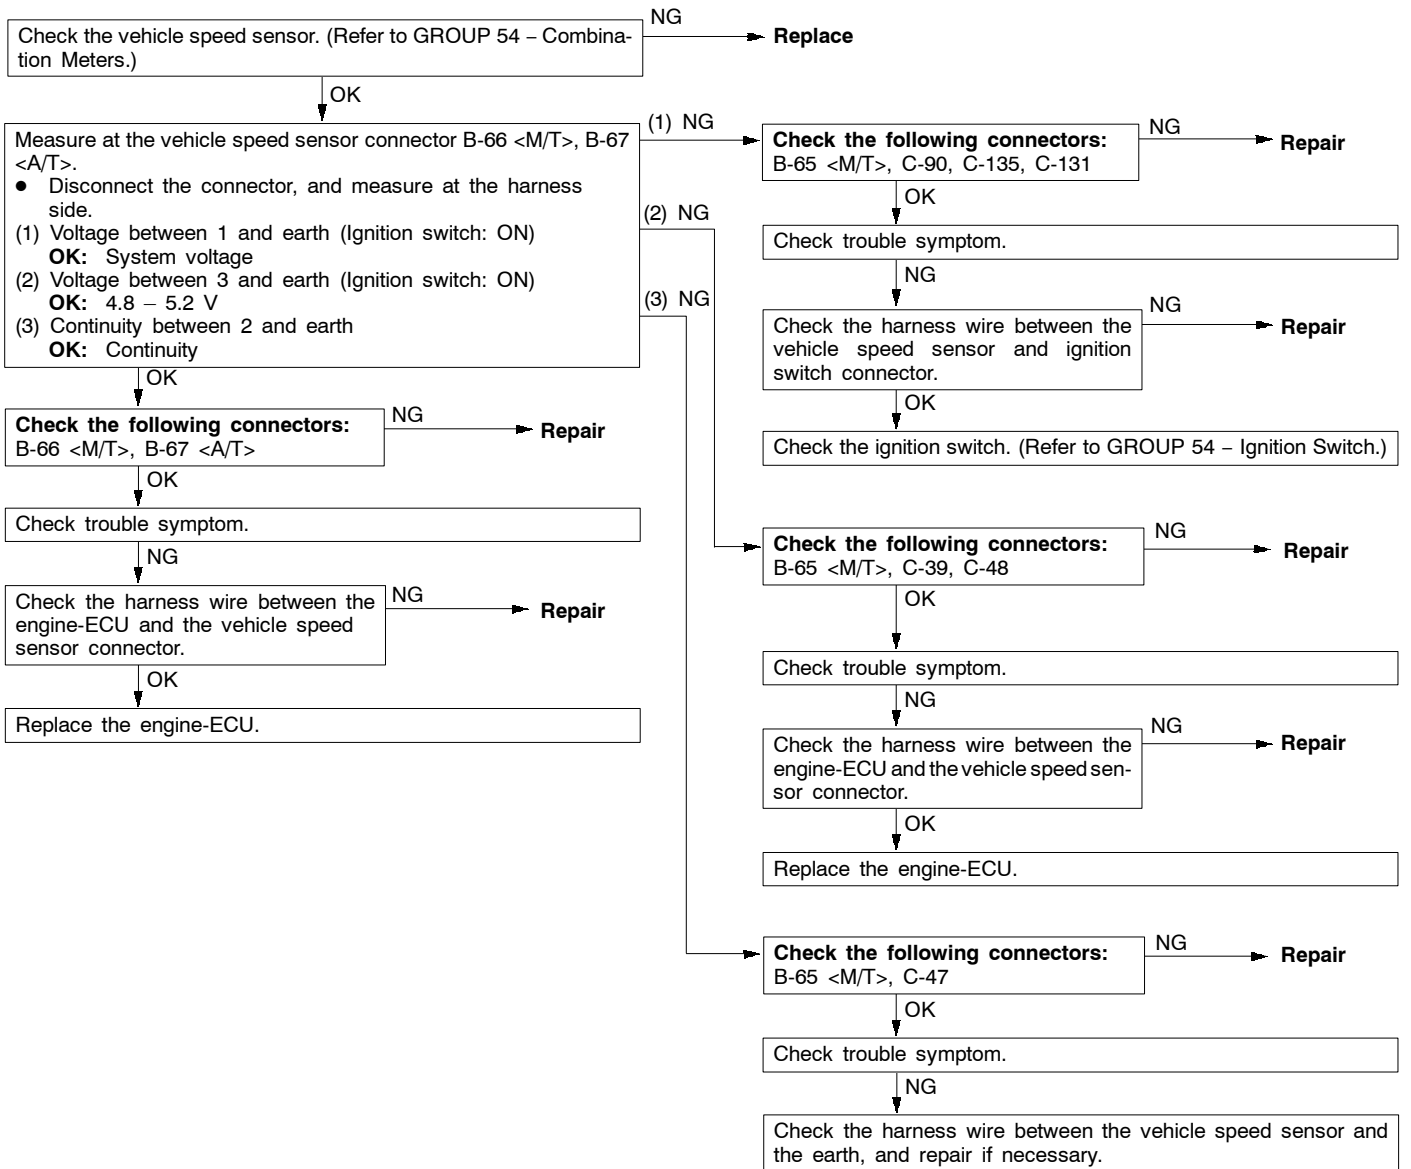 Check the vehicle speed sensor. (Refer to GROUP 54 – Combina-
tion Meters.)
NG
Replace
OK
Measure at the vehicle speed sensor connector B-66 <M/T>, B-67
<A/T>.
● Disconnect the connector, and measure at the harness
side.
(1) Voltage between 1 and earth (Ignition switch: ON)
OK: System voltage
(2) Voltage between 3 and earth (Ignition switch: ON)
OK: 4.8 – 5.2 V
(3) Continuity between 2 and earth
OK: Continuity
OK
Check the following connectors:
B-66 <M/T>, B-67 <A/T>
NG
Repair
OK
Check trouble symptom.
NG
Check the harness wire between the
engine-ECU and the vehicle speed
sensor connector.
NG
Repair
OK
Replace the engine-ECU.
(1) NG
Check the following connectors:
B-65 <M/T>, C-90, C-135, C-131
NG
Repair
OK
Check trouble symptom.
NG
Check the harness wire between the
vehicle speed sensor and ignition
switch connector.
NG
Repair
OK
Check the ignition switch. (Refer to GROUP 54 – Ignition Switch.)
(2) NG
Check the following connectors:
B-65 <M/T>, C-39, C-48
NG
Repair
OK
Check trouble symptom.
NG
Check the harness wire between the
engine-ECU and the vehicle speed sen-
sor connector.
NG
Repair
OK
Replace the engine-ECU.
(3) NG
Check the following connectors:
B-65 <M/T>, C-47
NG
Repair
OK
Check trouble symptom.
NG
Check the harness wire between the vehicle speed sensor and
the earth, and repair if necessary.